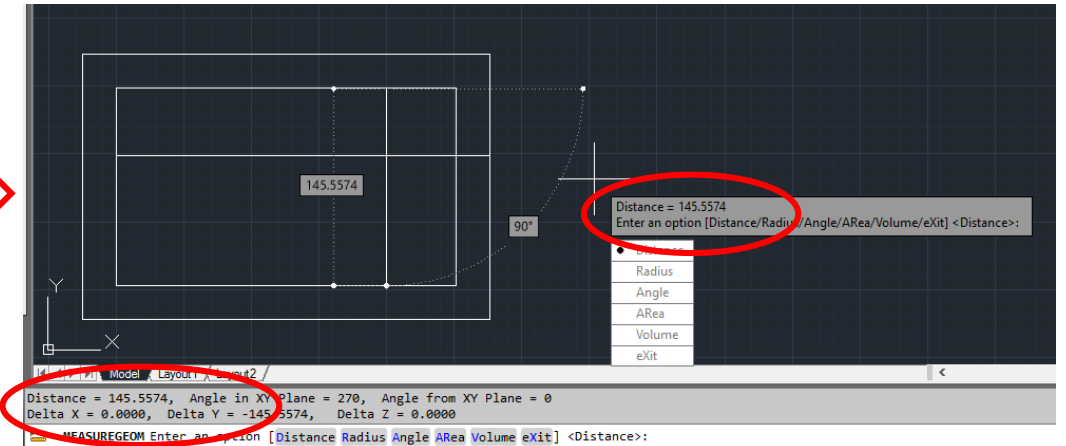 145.5574
90°
Distance = 145.5574
Enter an option [Distance/Radius/Angle/ARea/Volume/eXit] <Distance>:
Distance
Radius
Angle
ARea
Volume
eXit
Y
X
Model Layout1 Layout2
Distance = 145.5574, Angle in XY Plane = 270, Angle from XY Plane = 0
Delta X = 0.0000, Delta Y = -145.5574, Delta Z = 0.0000
MEASUREGEOM Enter an option [Distance Radius Angle ARea Volume eXit] <Distance>: